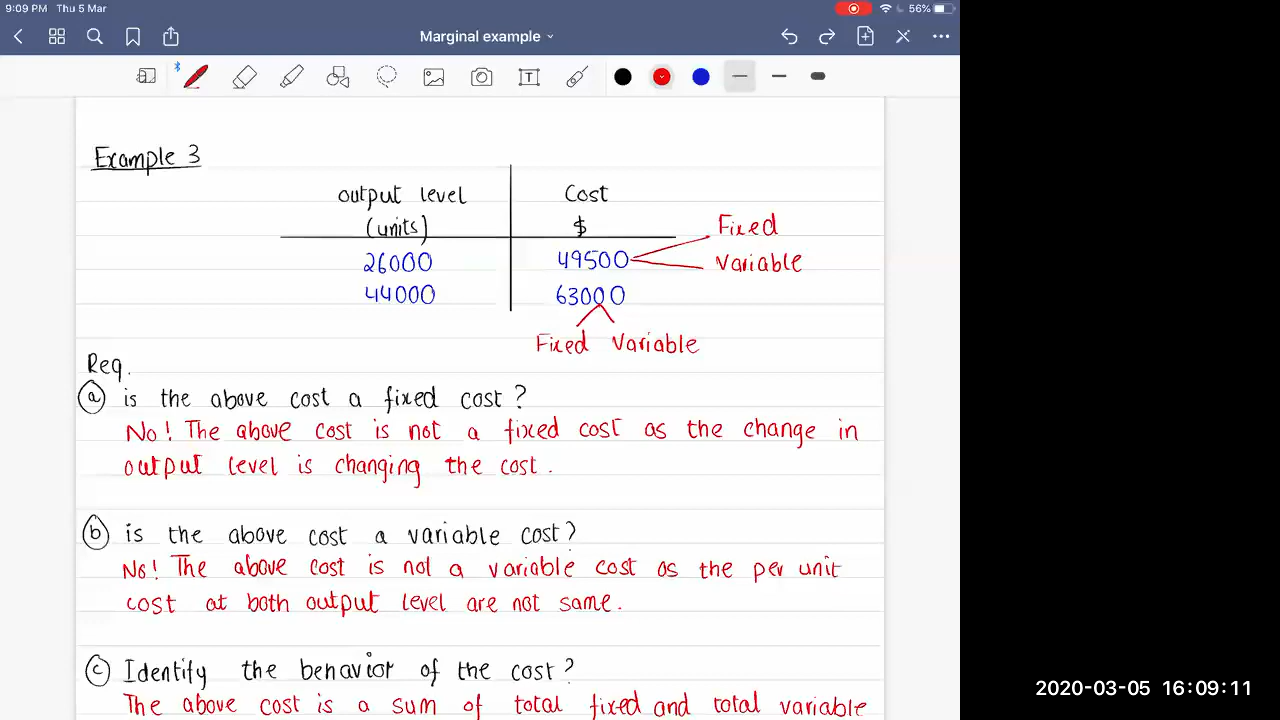 9:09 PM Thu 5 Mar
56%
Marginal example
T
Example 3
output level Cost
(units) $
Fixed
26000 49500
Variable
44000 63000
Fixed Variable
Req.
(a) is the above cost a fixed cost?
No! The above cost is not a fixed cost as the change in
output level is changing the cost.
(b) is the above cost a variable cost?
No! The above cost is not a variable cost as the per unit
cost at both output level are not same.
(c) Identify the behavior of the cost?
The above cost is a sum of total fixed and total variable
2020-03-05 16:09:11